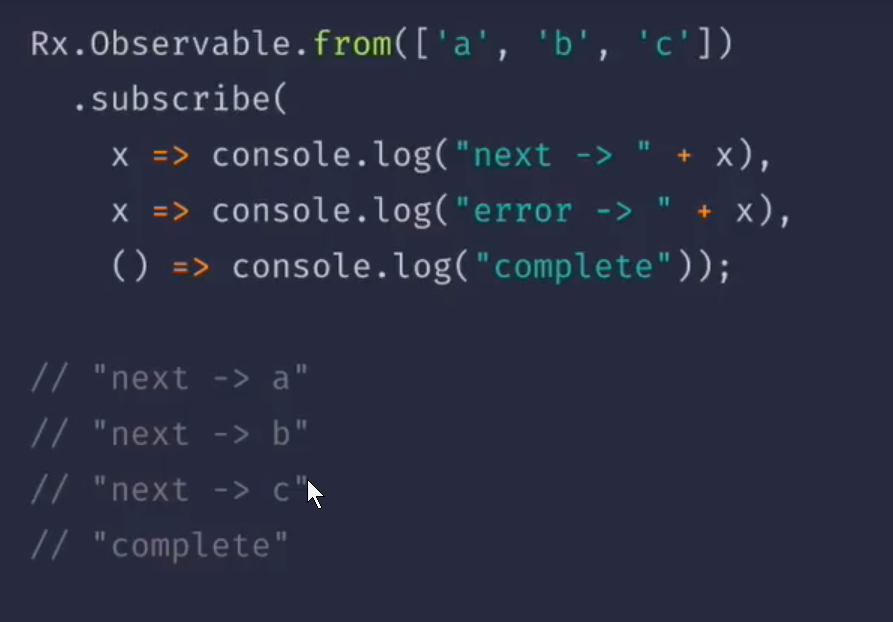 Rx.Observable.from(['a', 'b', 'c'])
  .subscribe(
    x => console.log("next -> " + x),
    x => console.log("error -> " + x),
    () => console.log("complete"));

// "next -> a"
// "next -> b"
// "next -> c"
// "complete"